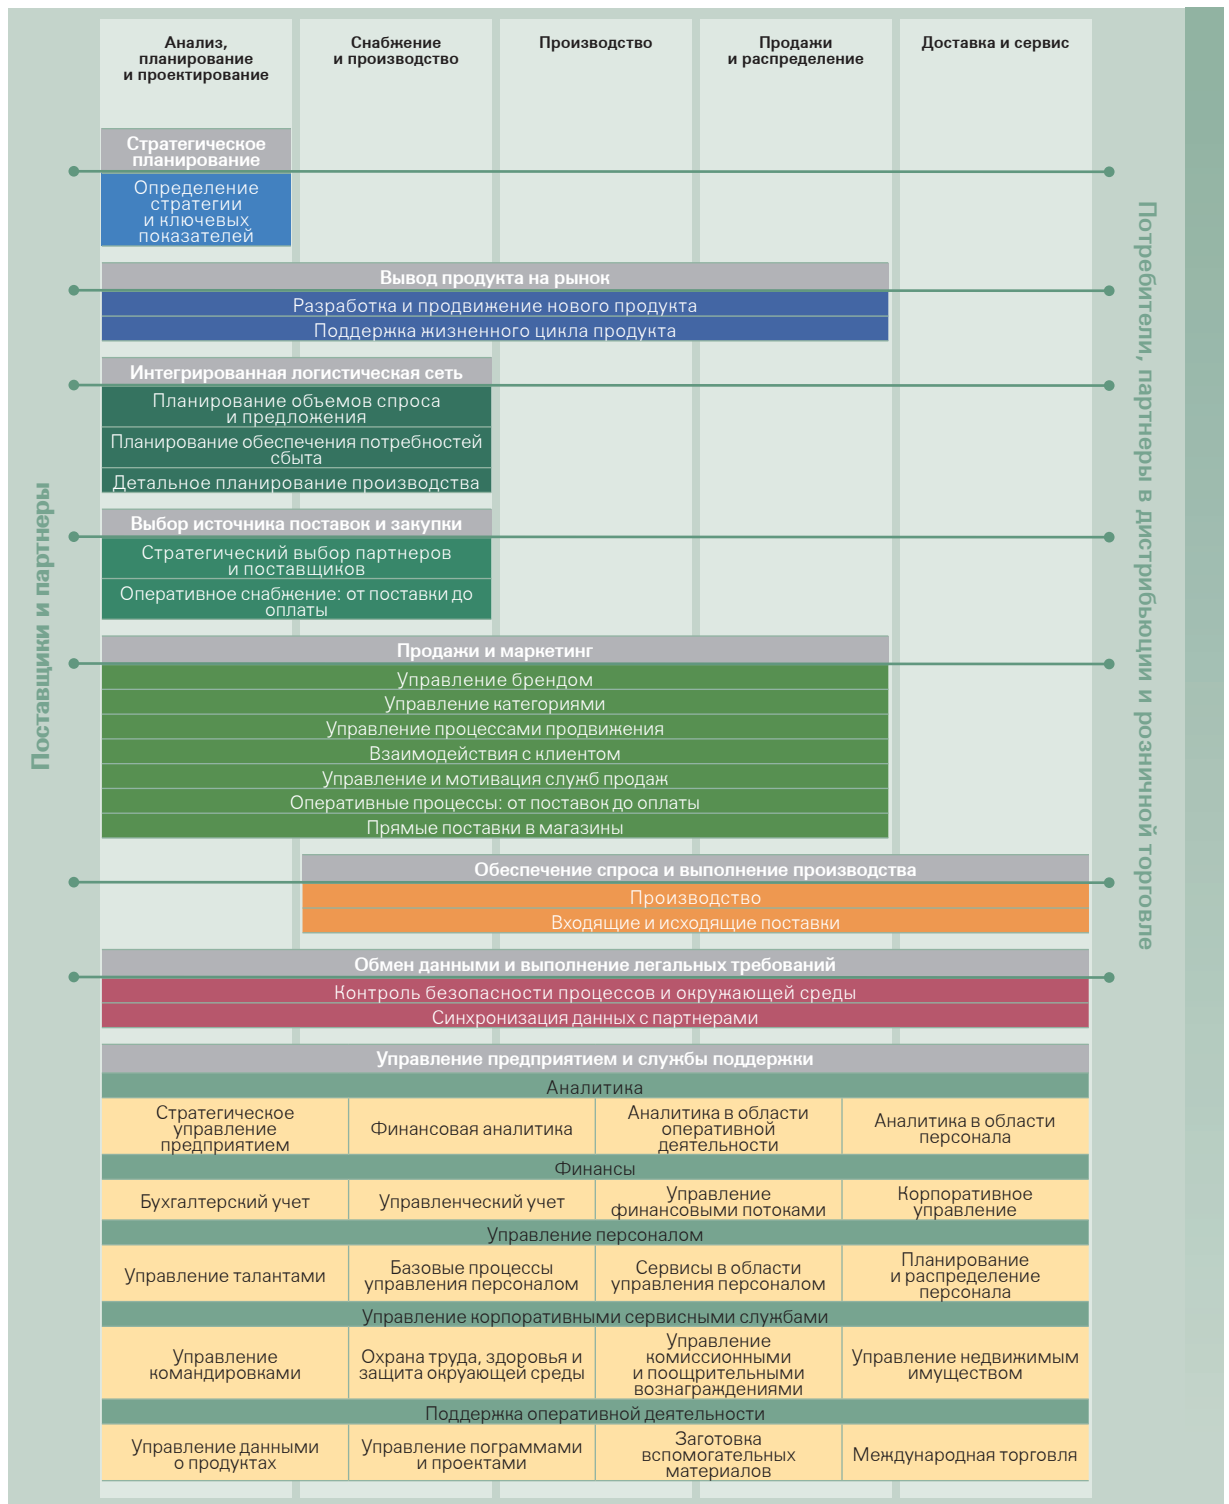 Анализ,
планирование
и проектирование
Снабжение
и производство
Производство
Продажи
и распределение
Доставка и сервис
Поставщики и партнеры
Стратегическое
планирование
Определение
стратегии
и ключевых
показателей
Вывод продукта на рынок
Разработка и продвижение нового продукта
Поддержка жизненного цикла продукта
Интегрированная логистическая сеть
Планирование объемов спроса
и предложения
Планирование обеспечения потребностей
сбыта
Детальное планирование производства
Выбор источника поставок и закупки
Стратегический выбор партнеров
и поставщиков
Оперативное снабжение: от поставки до
оплаты
Продажи и маркетинг
Управление брендом
Управление категориями
Управление процессами продвижения
Взаимодействия с клиентом
Управление и мотивация служб продаж
Оперативные процессы: от поставок до оплаты
Прямые поставки в магазины
Обеспечение спроса и выполнение производства
Производство
Входящие и исходящие поставки
Обмен данными и выполнение легальных требований
Контроль безопасности процессов и окружающей среды
Синхронизация данных с партнерами
Управление предприятием и службы поддержки
Аналитика
Стратегическое
управление
предприятием
Финансовая аналитика
Аналитика в области
оперативной
деятельности
Аналитика в области
персонала
Финансы
Бухгалтерский учет
Управленческий учет
Управление
финансовыми потоками
Корпоративное
управление
Управление персоналом
Управление талантами
Базовые процессы
управления персоналом
Сервисы в области
управления персоналом
Планирование
и распределение
персонала
Управление корпоративными сервисными службами
Управление
командировками
Охрана труда, здоровья и
защита окруающей среды
Управление
комиссионными
и поощрительными
вознаграждениями
Управление недвижимым
имуществом
Поддержка оперативной деятельности
Управление данными
о продуктах
Управление пограммами
и проектами
Заготовка
вспомогательных
материалов
Международная торговля
Потребители, партнеры в дистрибьюции и розничной торговле